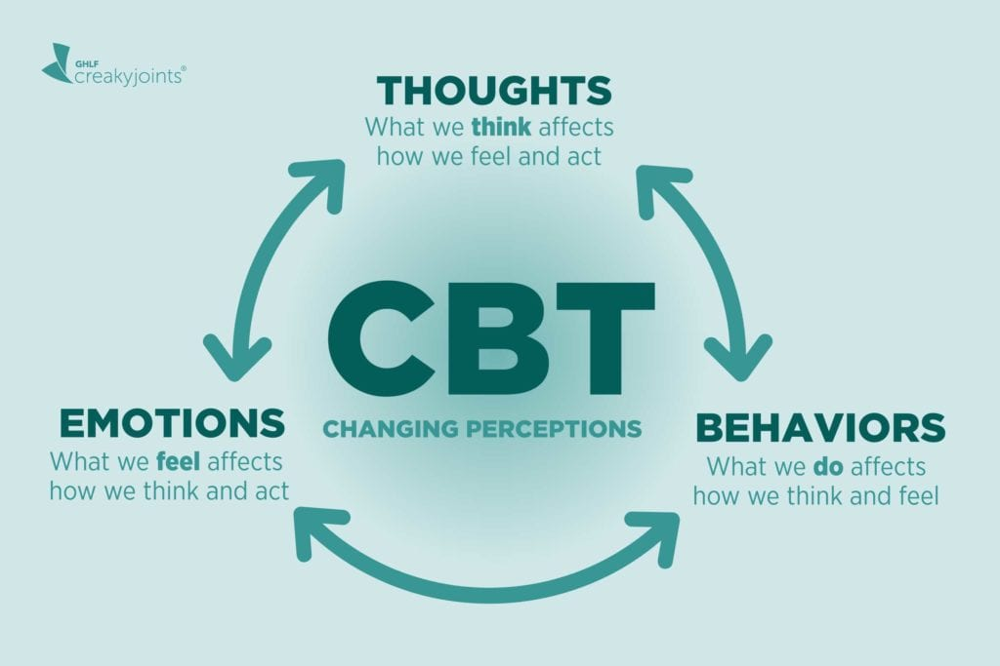 GHLF
creakyjoints®
THOUGHTS
What we think affects
how we feel and act
CBT
CHANGING PERCEPTIONS
EMOTIONS
What we feel affects
how we think and act
BEHAVIORS
What we do affects
how we think and feel